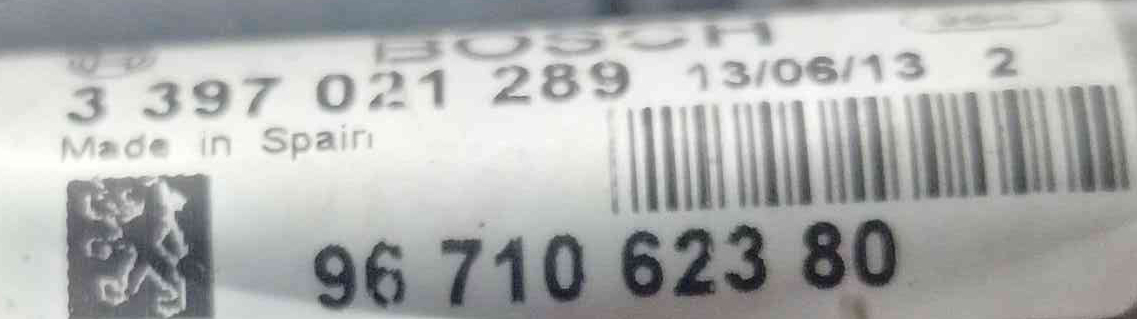 BOSCH
3 397 021 289 13/06/13 2
Made in Spain
96 710 623 80